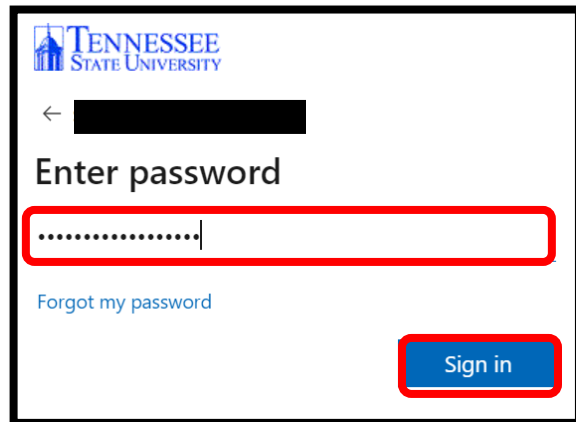 TENNESSEE
STATE UNIVERSITY
←
Enter password
••••••••••••••••••
Forgot my password
Sign in